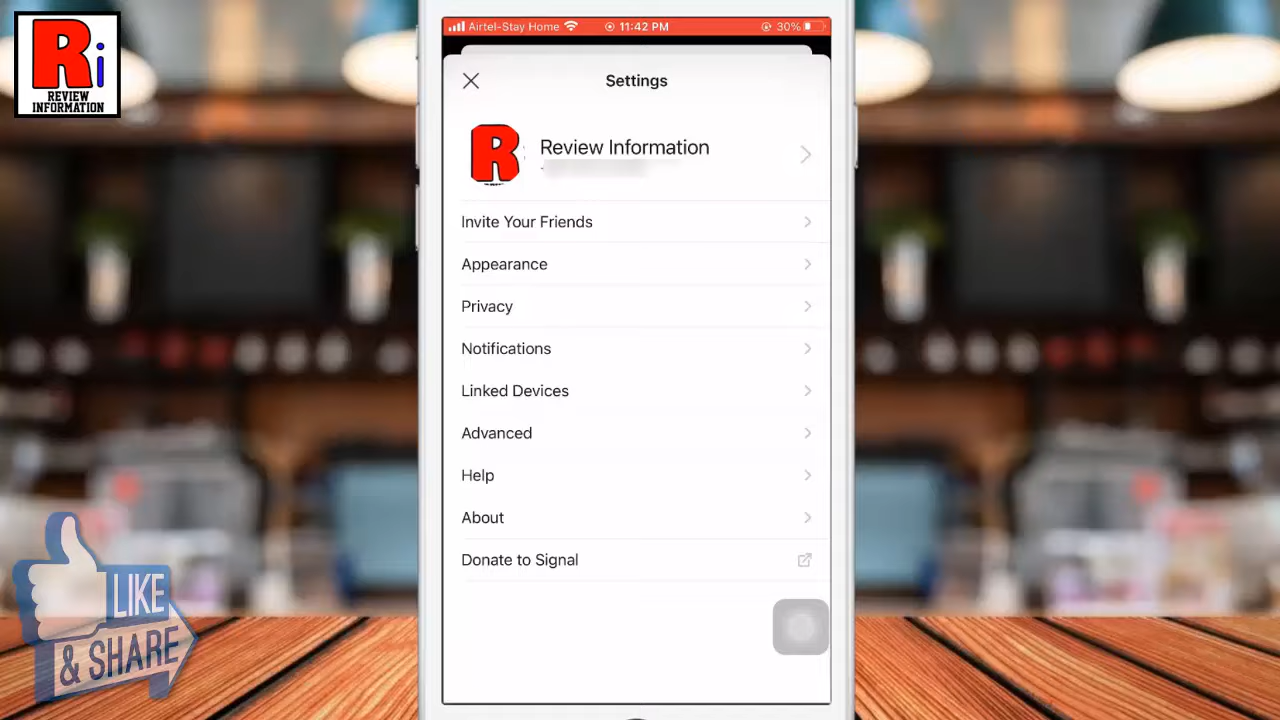 Ri
REVIEW
INFORMATION
Airtel-Stay Home
11:42 PM
30%
Settings
R
Review Information
Invite Your Friends
Appearance
Privacy
Notifications
Linked Devices
Advanced
Help
About
Donate to Signal
LIKE
& SHARE